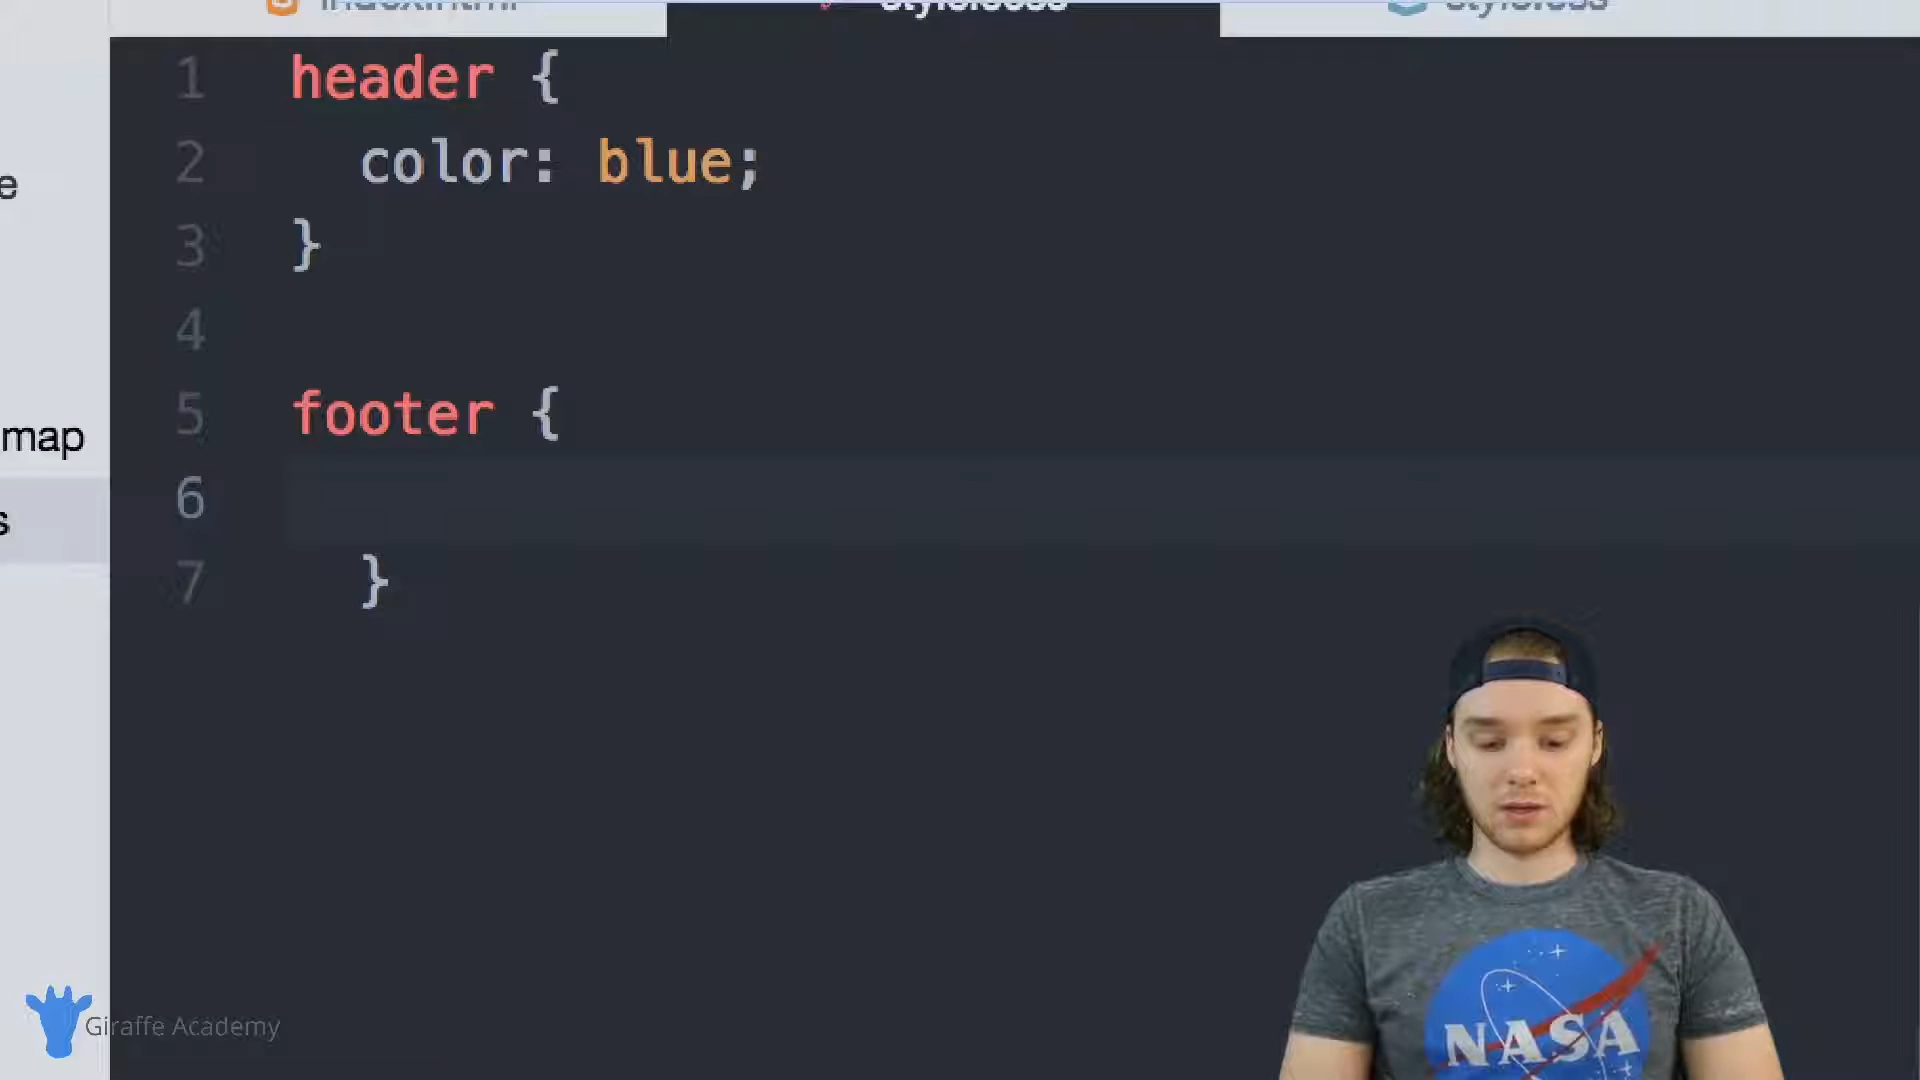 1 header {
2 color: blue;
3 }
4
5 footer {
6
7 }
e
map
s
NASA
Giraffe Academy